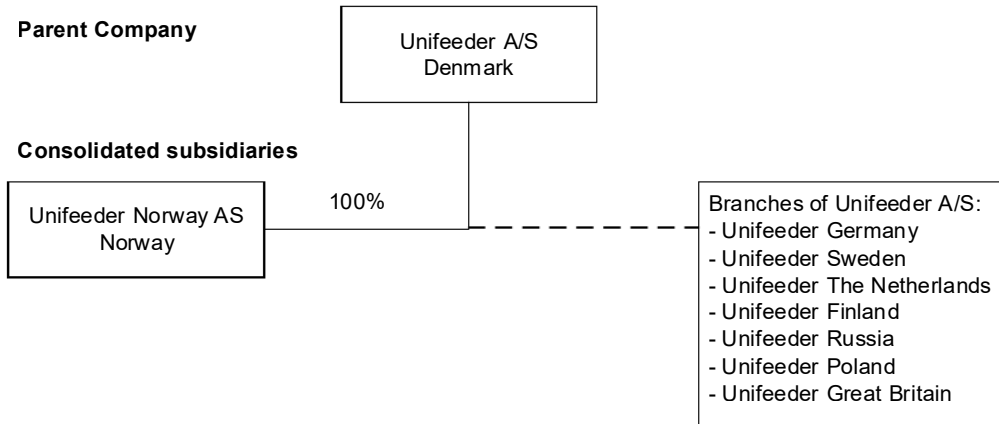 Parent Company
Unifeeder A/S
Denmark
Consolidated subsidiaries
Unifeeder Norway AS
Norway
100%
Branches of Unifeeder A/S:
- Unifeeder Germany
- Unifeeder Sweden
- Unifeeder The Netherlands
- Unifeeder Finland
- Unifeeder Russia
- Unifeeder Poland
- Unifeeder Great Britain